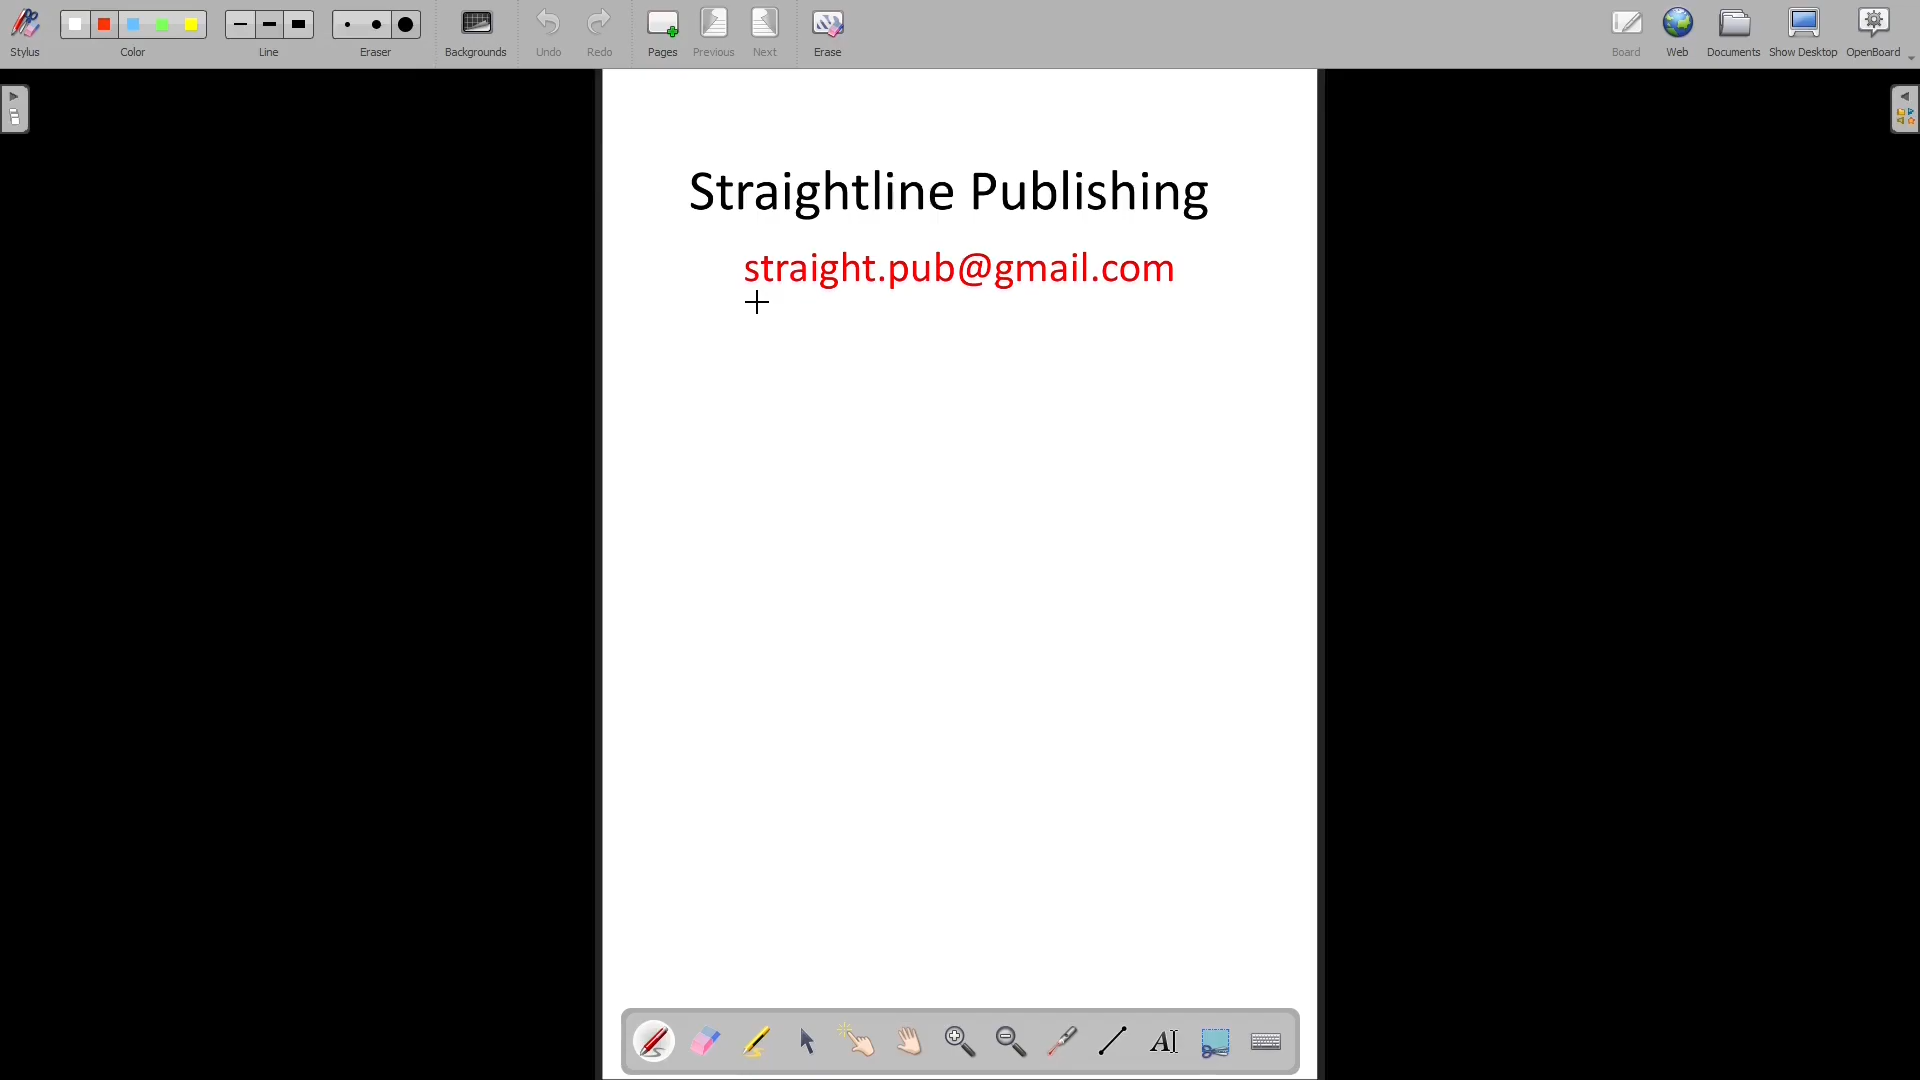 Stylus Color Line Eraser Backgrounds Undo Redo Pages Previous Next Erase Board Web Documents Show Desktop OpenBoard
Straightline Publishing
straight.pub@gmail.com